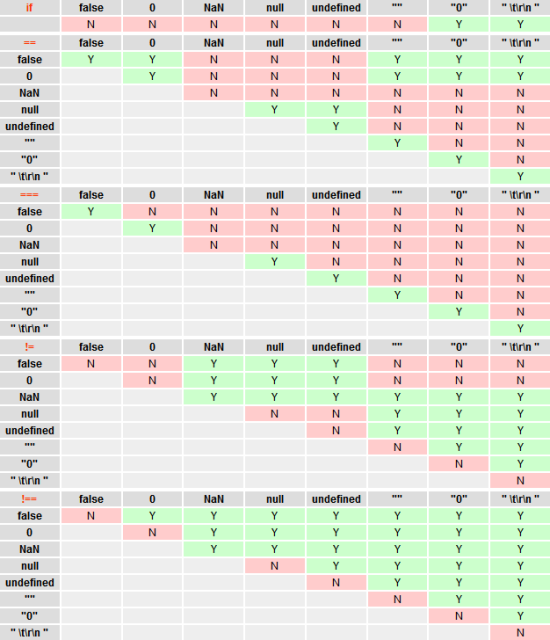 if false 0 NaN null undefined "" "0" " \t\r\n "
N N N N N N Y Y
== false 0 NaN null undefined "" "0" " \t\r\n "
false Y Y N N N Y Y Y
0 Y N N N Y Y Y
NaN N N N N N N
null Y Y N N N
undefined Y N N N
"" Y N N
"0" Y N
" \t\r\n " Y
=== false 0 NaN null undefined "" "0" " \t\r\n "
false Y N N N N N N N
0 Y N N N N N N
NaN N N N N N N
null Y N N N N
undefined Y N N N
"" Y N N
"0" Y N
" \t\r\n " Y
!= false 0 NaN null undefined "" "0" " \t\r\n "
false N N Y Y Y N N N
0 N Y Y Y N N N
NaN Y Y Y Y Y Y
null N N Y Y Y
undefined N Y Y Y
"" N Y Y
"0" N Y
" \t\r\n " N
!== false 0 NaN null undefined "" "0" " \t\r\n "
false N Y Y Y Y Y Y Y
0 N Y Y Y Y Y Y
NaN Y Y Y Y Y Y
null N Y Y Y Y
undefined N Y Y Y
"" N Y Y
"0" N Y
" \t\r\n " N